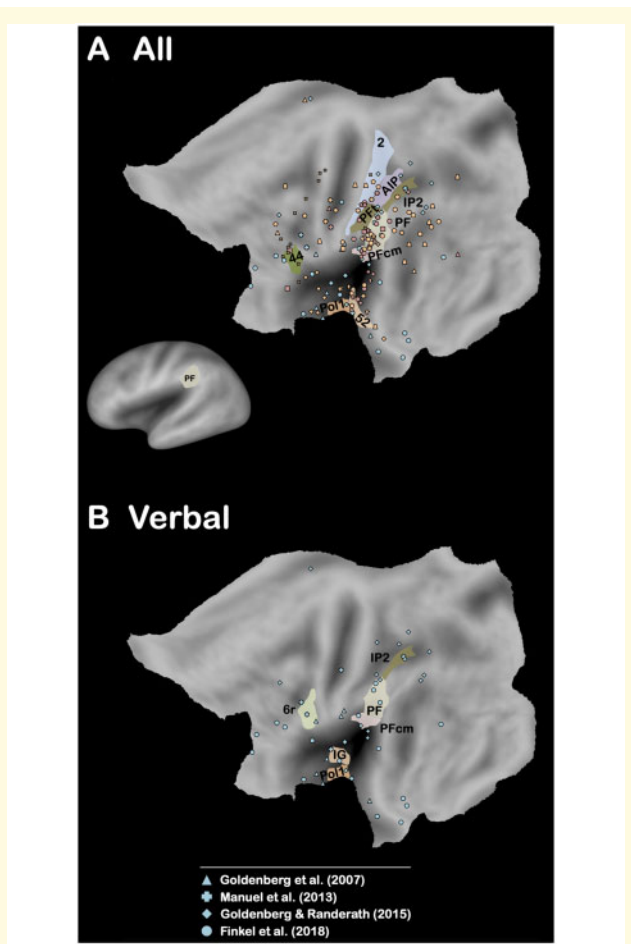 A All
2
AIP
IP2
PFt
PF
PFcm
44
PoI1
52
PF
B Verbal
IP2
6r
PF
PFcm
IG
PoI1
Goldenberg et al. (2007)
Manuel et al. (2013)
Goldenberg & Randerath (2015)
Finkel et al. (2018)